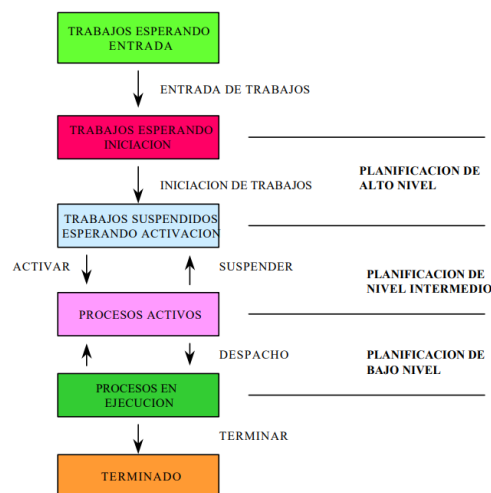 TRABAJOS ESPERANDO
ENTRADA
ENTRADA DE TRABAJOS
TRABAJOS ESPERANDO
INICIACION
INICIACION DE TRABAJOS
PLANIFICACION DE
ALTO NIVEL
TRABAJOS SUSPENDIDOS
ESPERANDO ACTIVACION
ACTIVAR
SUSPENDER
PLANIFICACION DE
NIVEL INTERMEDIO
PROCESOS ACTIVOS
DESPACHO
PLANIFICACION DE
BAJO NIVEL
PROCESOS EN
EJECUCION
TERMINAR
TERMINADO